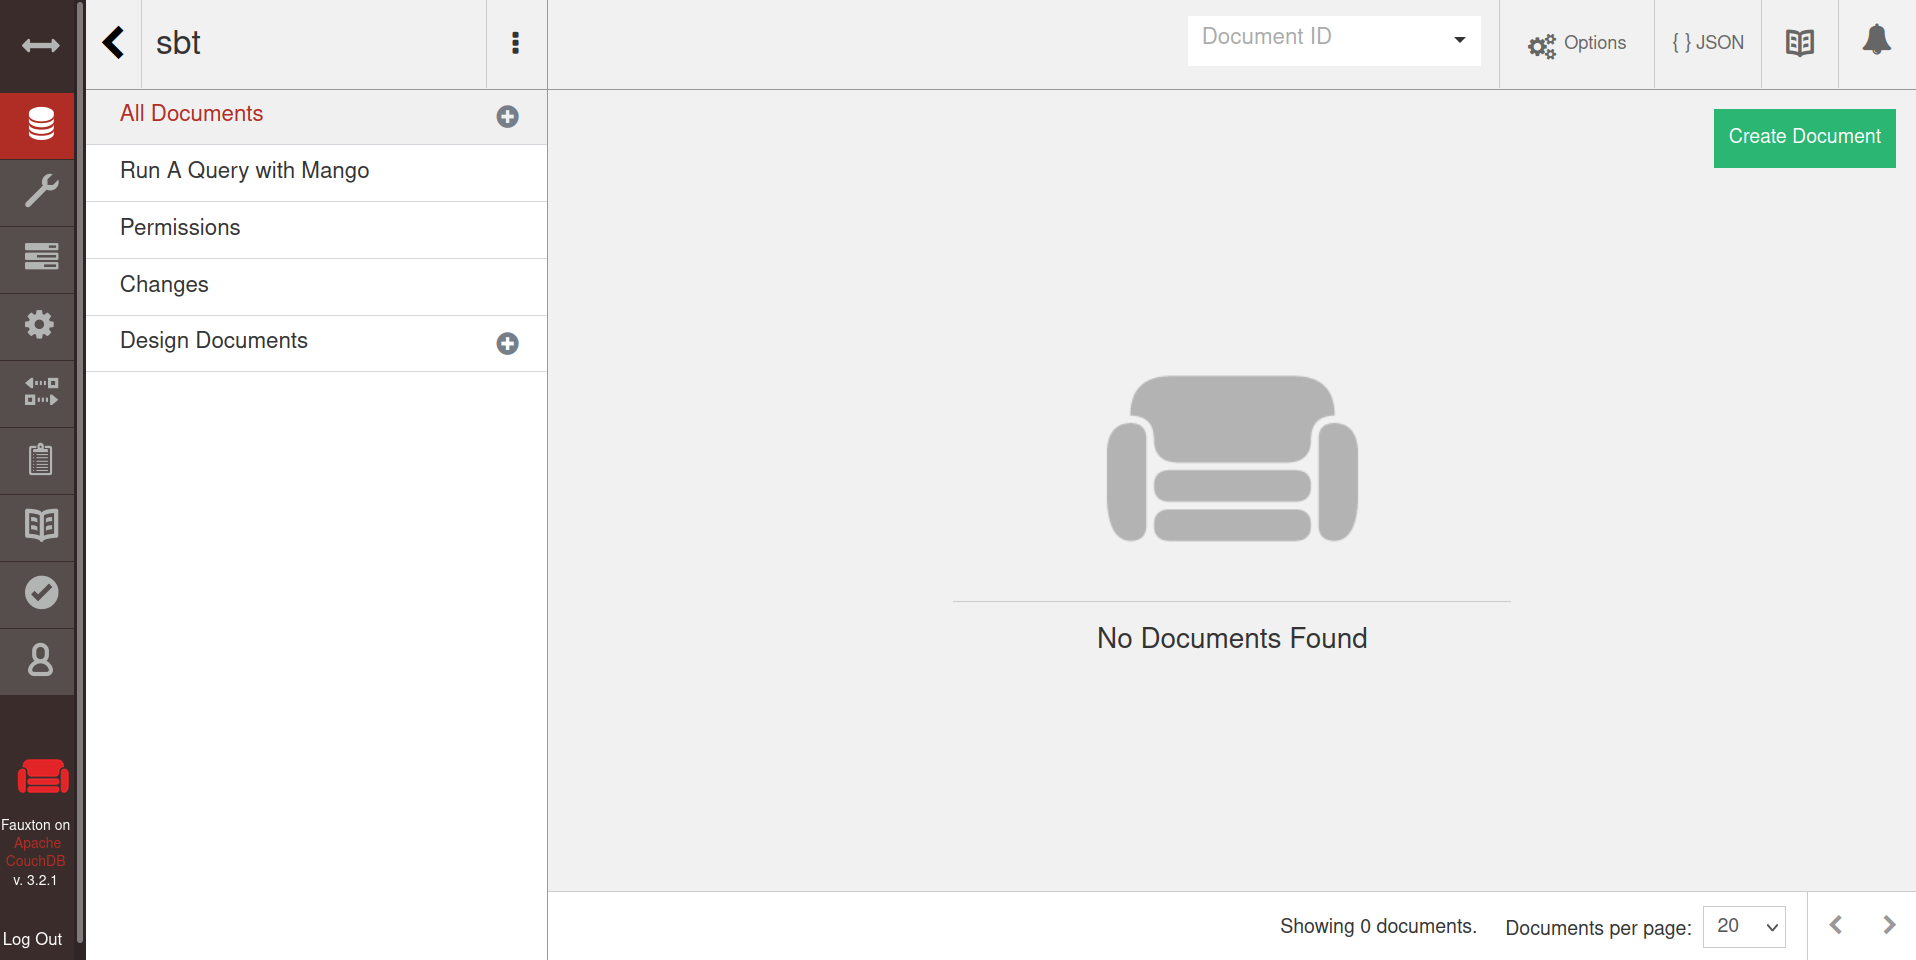 sbt
Document ID
Options
{ } JSON
All Documents
Run A Query with Mango
Permissions
Changes
Design Documents
Create Document
No Documents Found
Fauxton on
Apache
CouchDB
v. 3.2.1
Log Out
Showing 0 documents.
Documents per page:
20